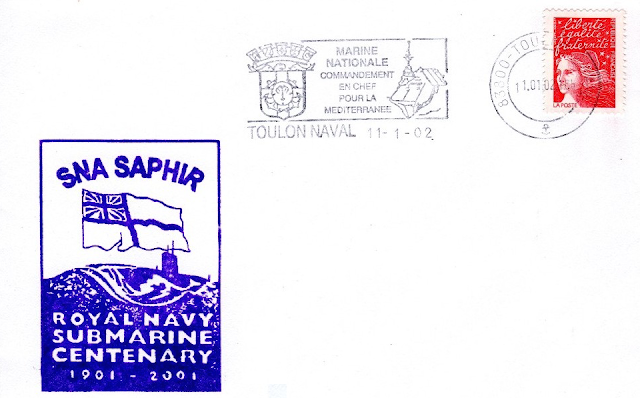 MARINE
NATIONALE
COMMANDEMENT
EN CHEF
POUR LA
MEDITERRANEE
TOULON NAVAL 11-1-02
11.01.02
liberté
égalité
fraternité
LA POSTE
SNA SAPHIR
ROYAL NAVY
SUBMARINE
CENTENARY
1901 - 2001